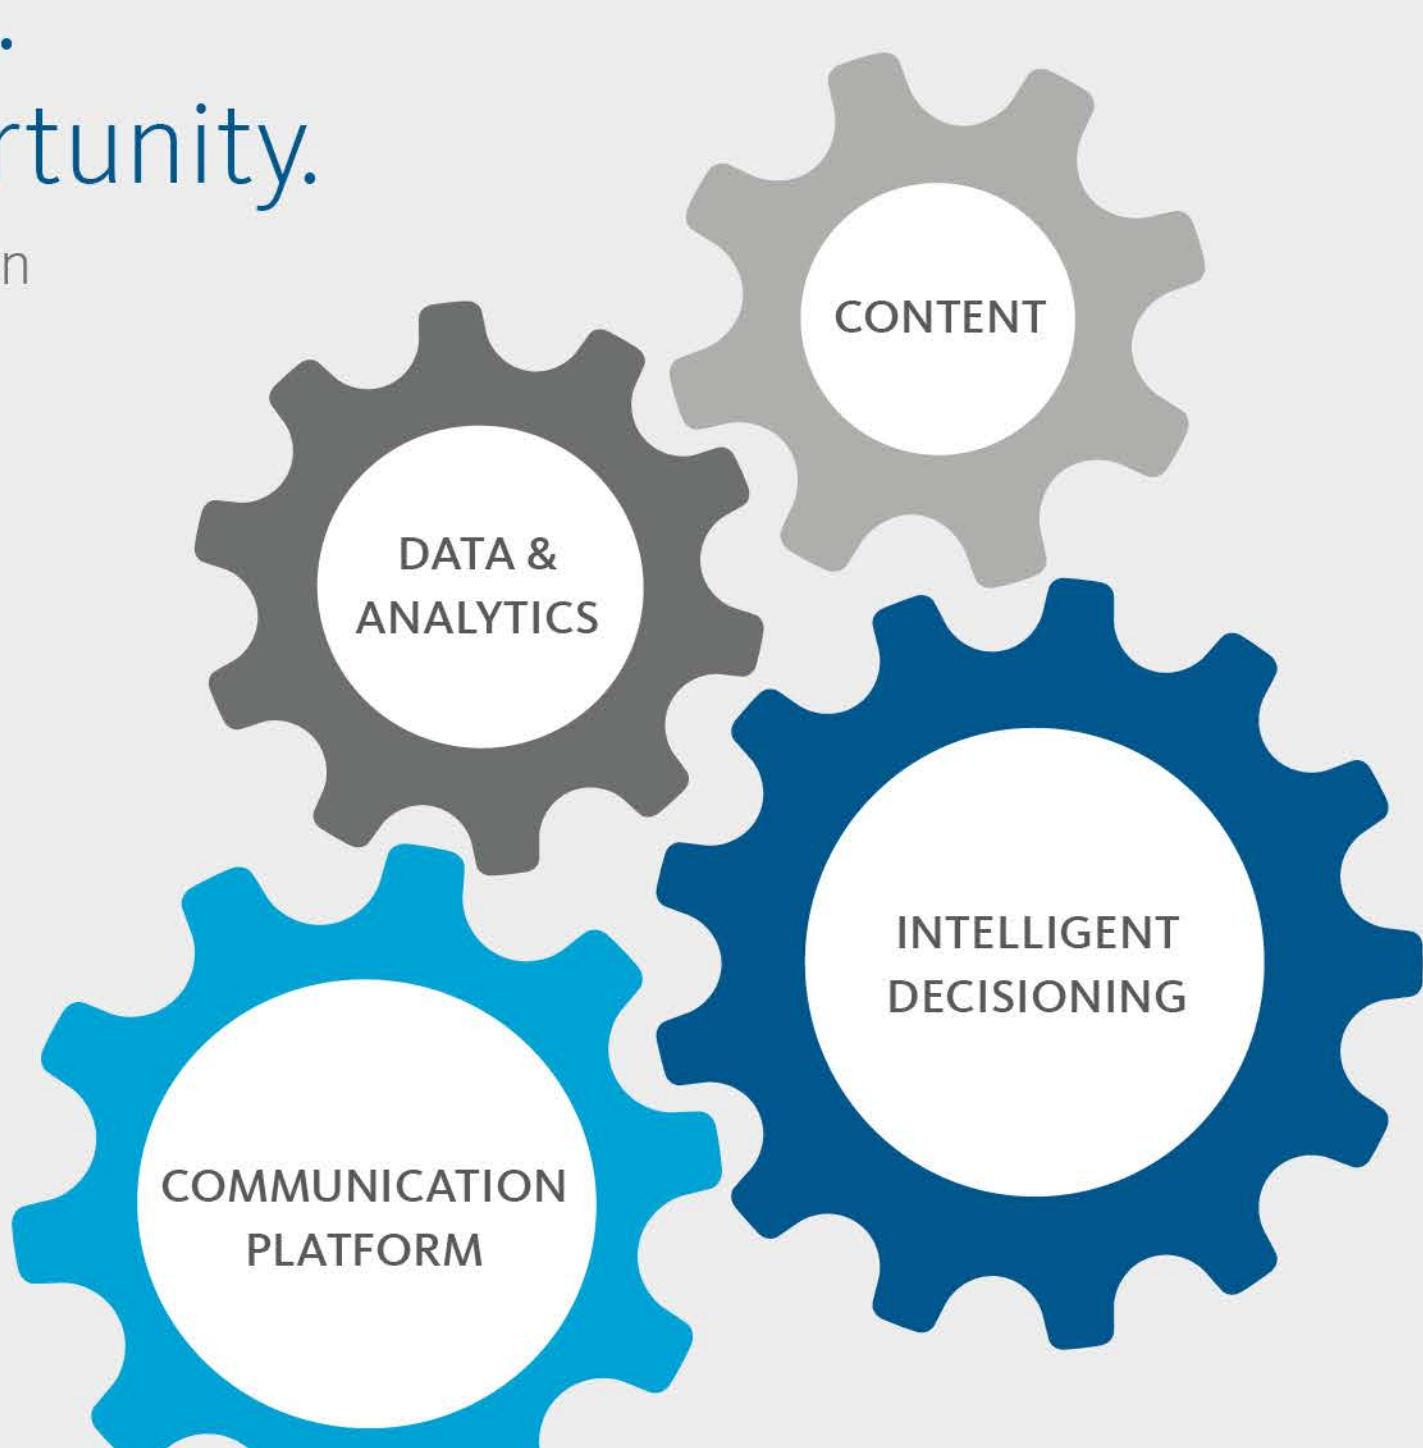 rtunity.
n
CONTENT
DATA &
ANALYTICS
INTELLIGENT
DECISIONING
COMMUNICATION
PLATFORM